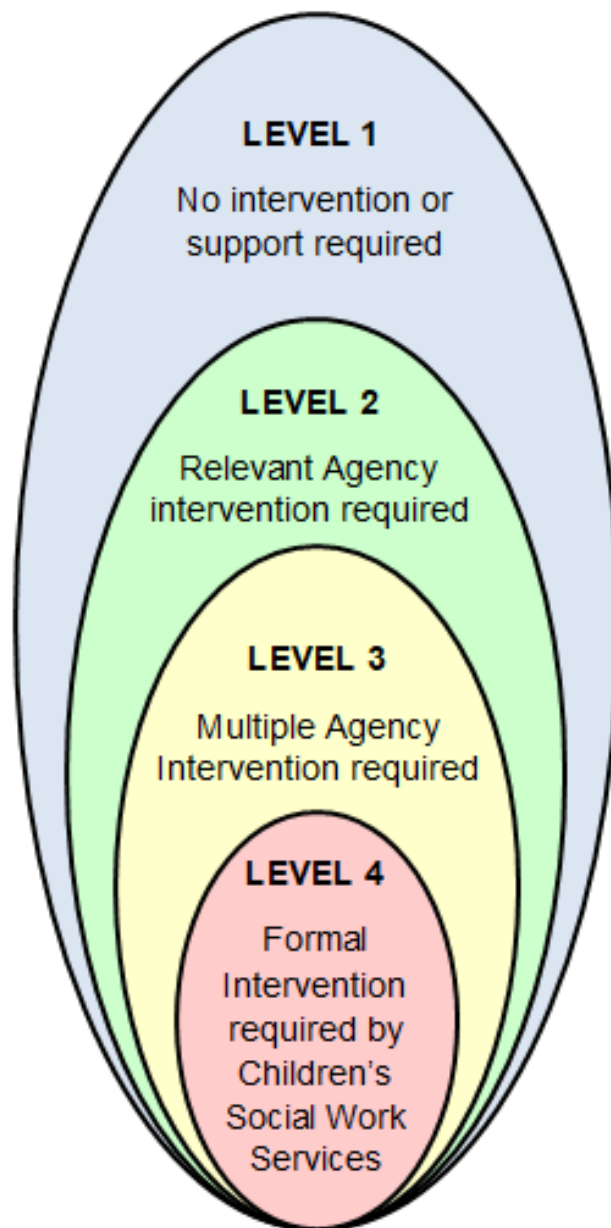 LEVEL 1
No intervention or
support required
LEVEL 2
Relevant Agency
intervention required
LEVEL 3
Multiple Agency
Intervention required
LEVEL 4
Formal
Intervention
required by
Children’s
Social Work
Services